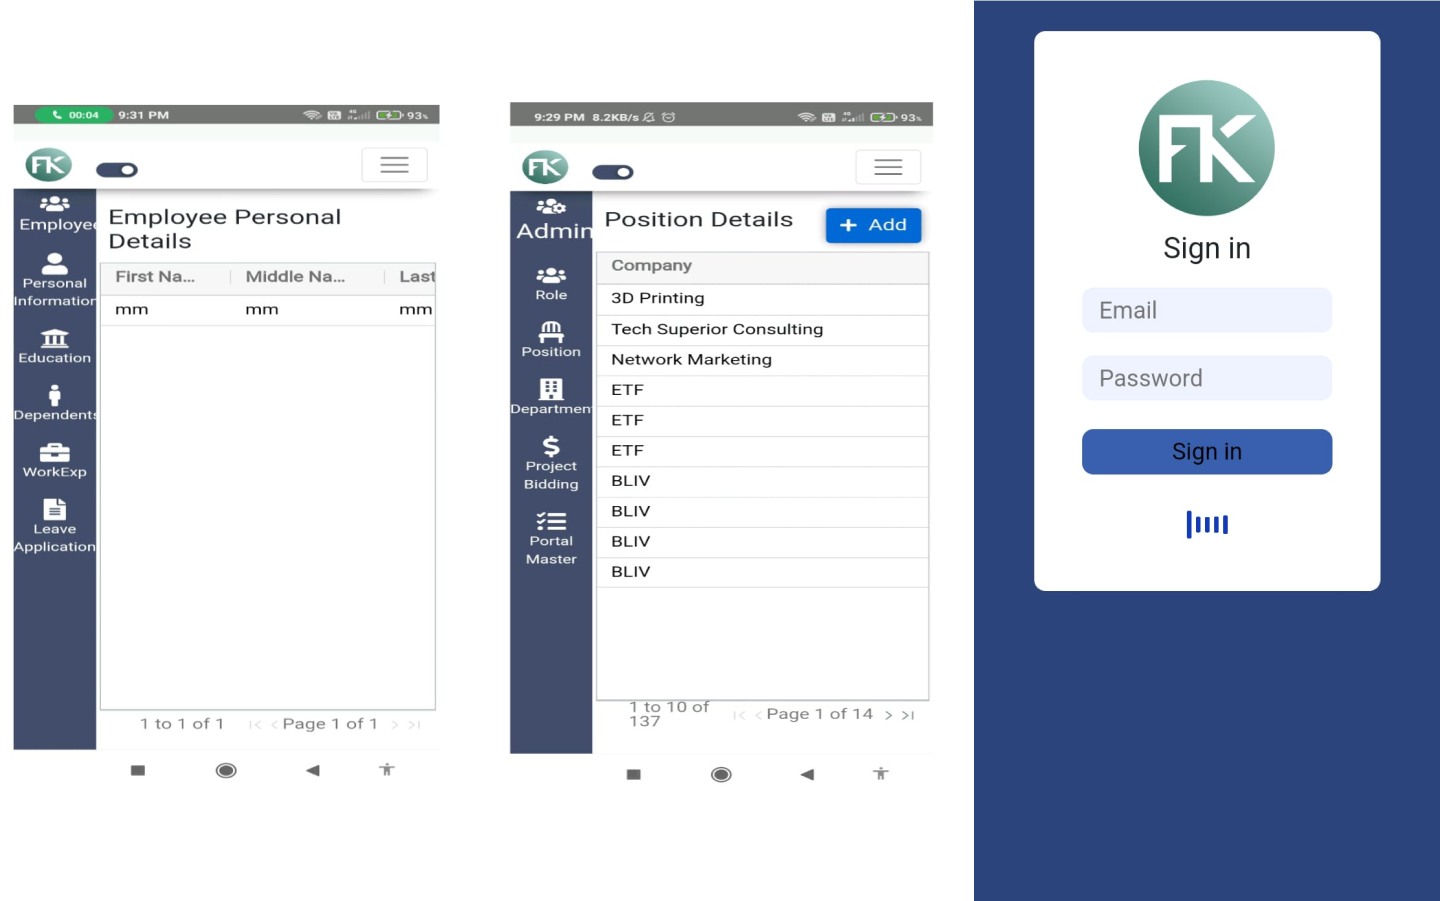 00:04 9:31 PM 93%
FK
Employee
Employee Personal
Details
Personal
Information
First Na... Middle Na... Last
mm mm mm
Education
Dependents
WorkExp
Leave
Application
1 to 1 of 1 Page 1 of 1
9:29 PM 8.2KB/s 4G 93%
FK
Admin
Position Details
+ Add
Role
Position
Department
Project
Bidding
Portal
Master
Company
3D Printing
Tech Superior Consulting
Network Marketing
ETF
ETF
ETF
BLIV
BLIV
BLIV
BLIV
1 to 10 of
137
Page 1 of 14
FK
Sign in
Email
Password
Sign in